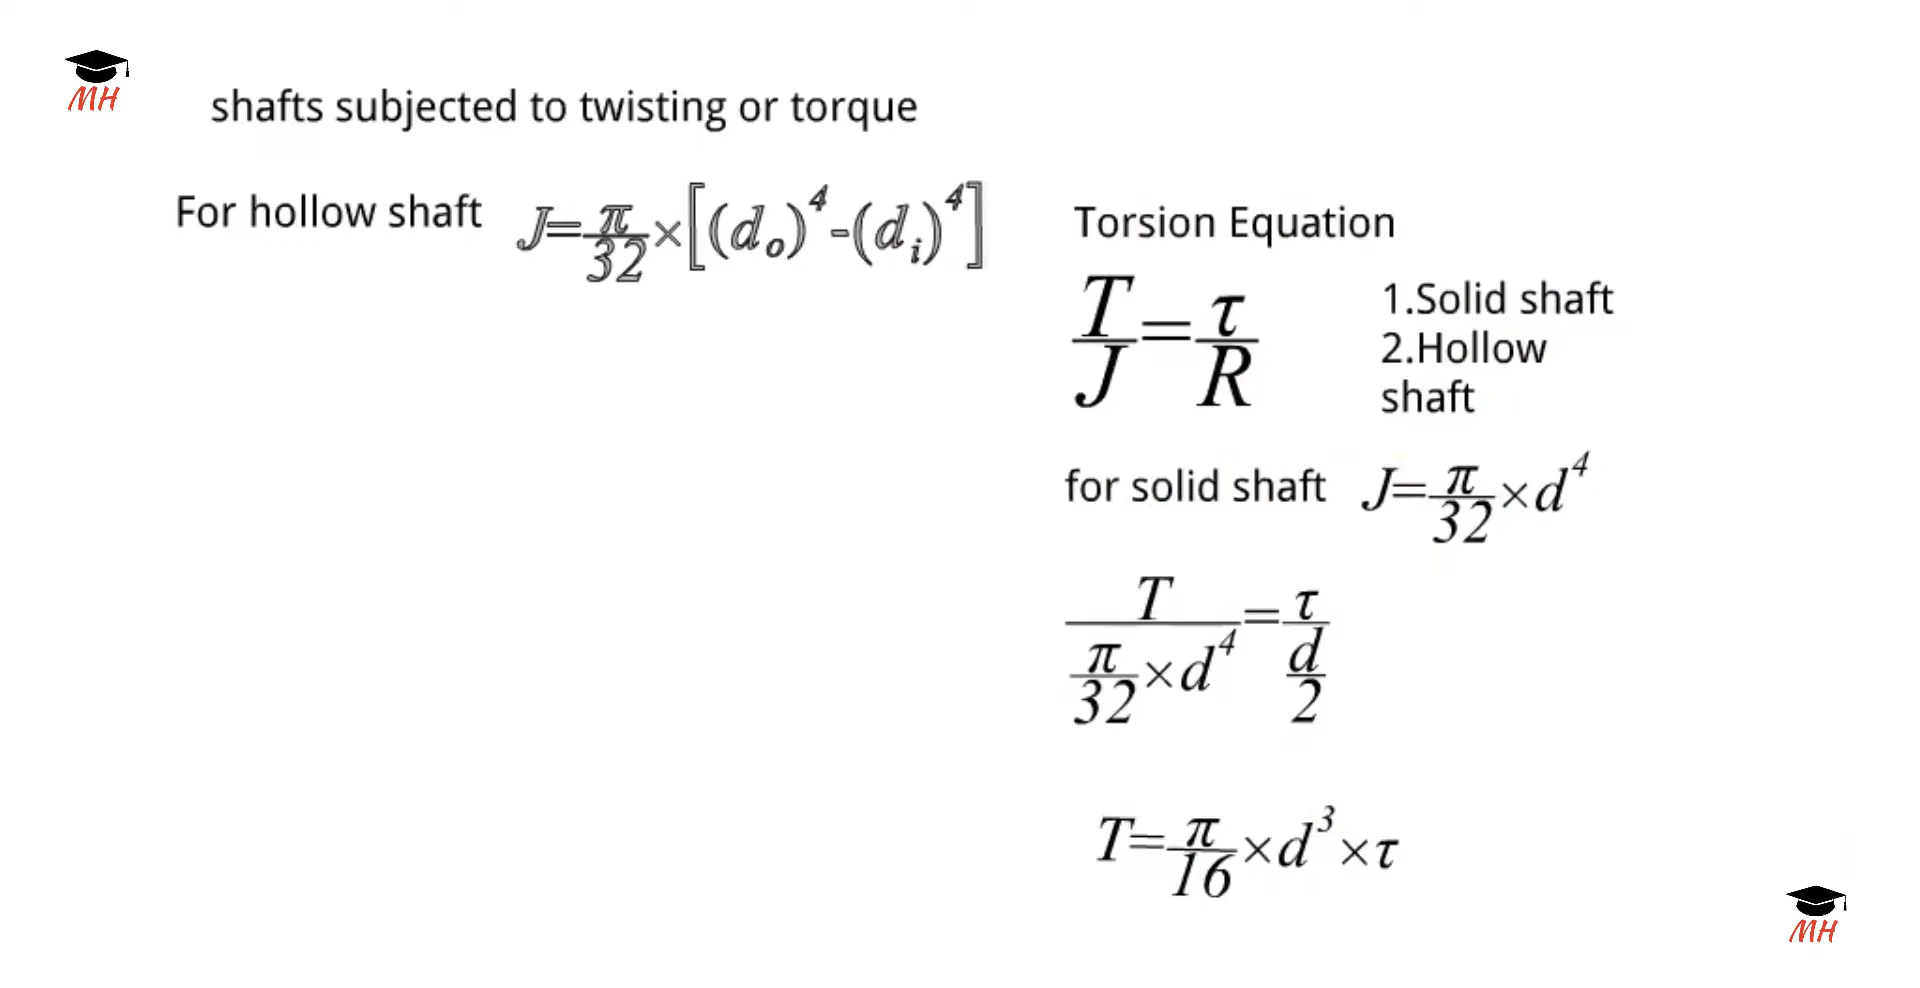 MH
shafts subjected to twisting or torque
For hollow shaft J=π/32×[(d_o)^4-(d_i)^4]
Torsion Equation
T/J=τ/R
1.Solid shaft
2.Hollow
shaft
for solid shaft J=π/32×d^4
T/(π/32×d^4)=τ/(d/2)
T=π/16×d^3×τ
MH